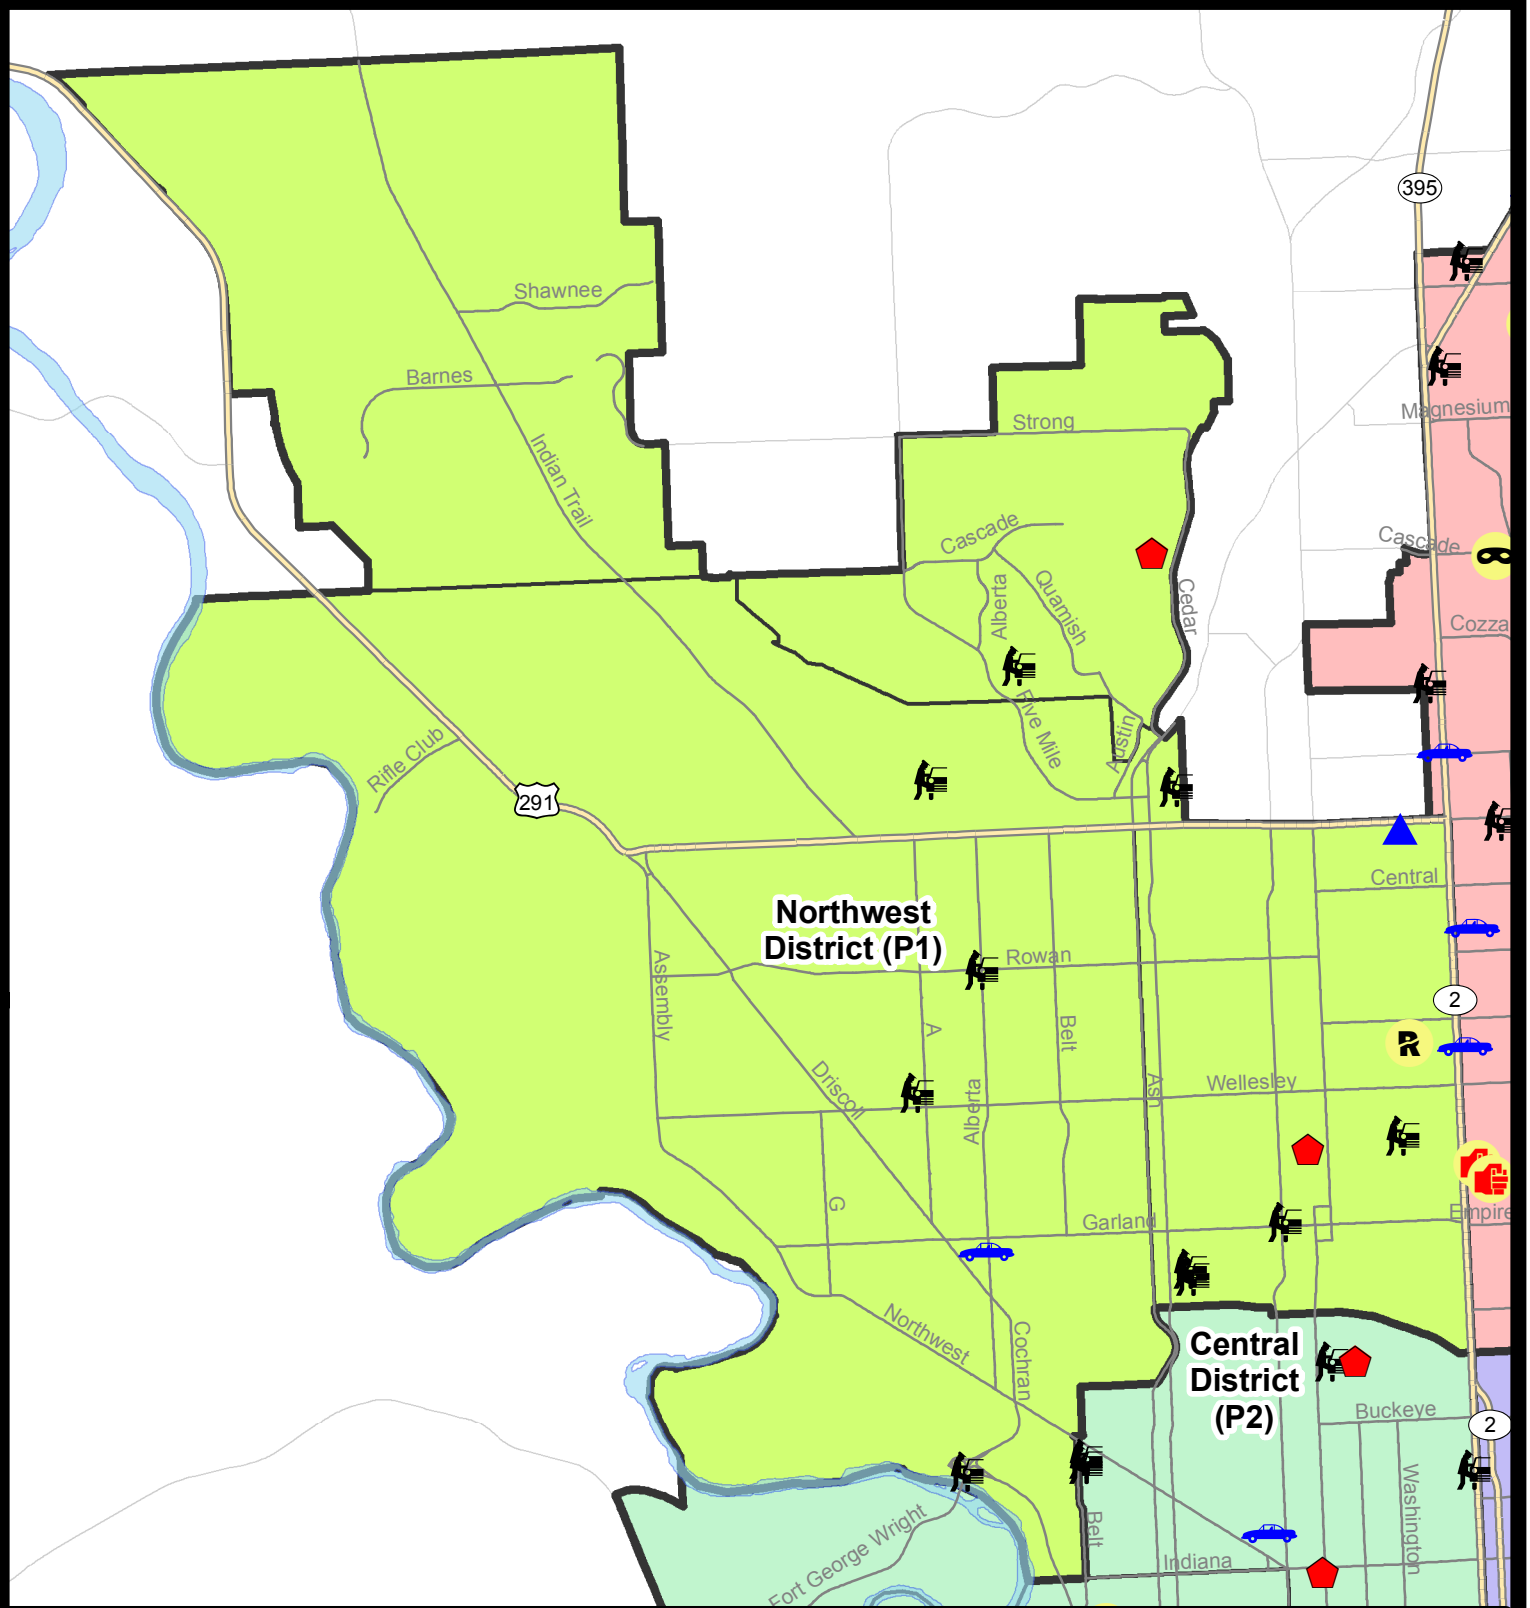 395
Shawnee
Barnes
Magnesium
Strong
Indian Trail
Cascade
Cascade
Alberta
Quamish
Cedar
Cozza
Five Mile
Austin
Rifle Club
291
Central
Northwest
District (P1)
Rowan
Assembly
A
Belt
2
Driscoll
Wellesley
Ash
Alberta
R
G
Garland
Empire
Northwest
Cochran
Central
District
(P2)
Buckeye
2
Washington
Belt
Fort George Wright
Indiana